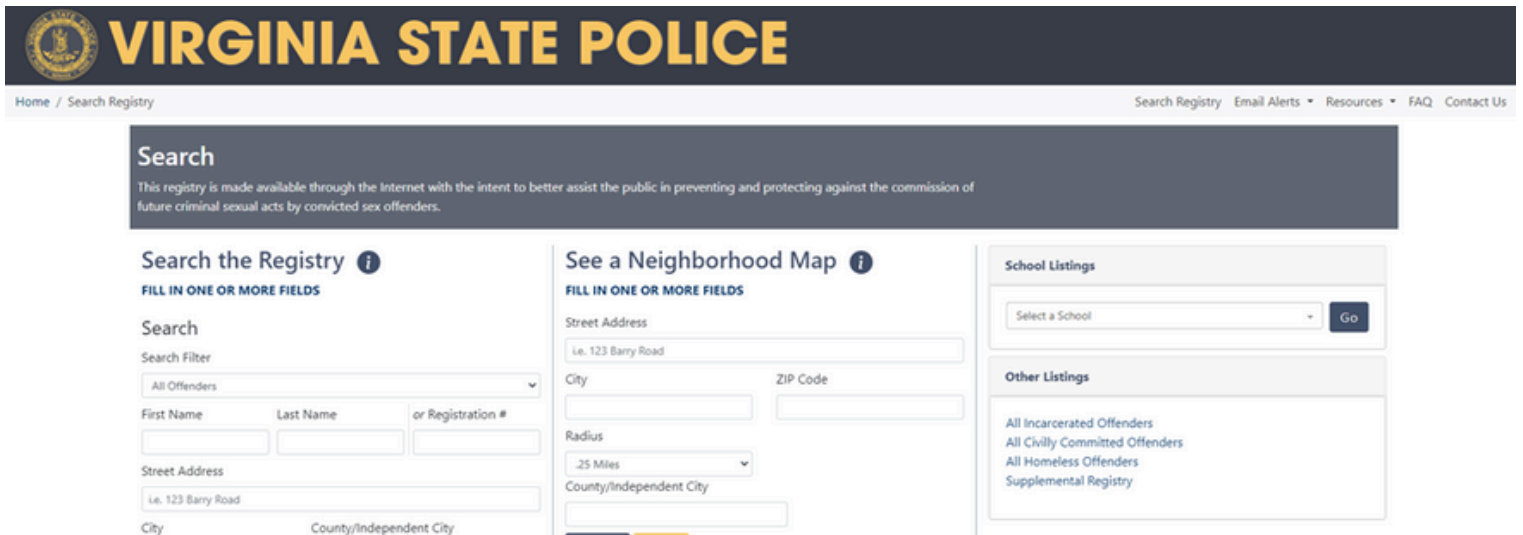 VIRGINIA STATE POLICE
Home / Search Registry
Search Registry Email Alerts Resources FAQ Contact Us
Search
This registry is made available through the Internet with the intent to better assist the public in preventing and protecting against the commission of
future criminal sexual acts by convicted sex offenders.
Search the Registry i
FILL IN ONE OR MORE FIELDS
Search
Search Filter
All Offenders
First Name Last Name or Registration #
Street Address
i.e. 123 Barry Road
City County/Independent City
See a Neighborhood Map i
FILL IN ONE OR MORE FIELDS
Street Address
i.e. 123 Barry Road
City ZIP Code
Radius
.25 Miles
County/Independent City
School Listings
Select a School Go
Other Listings
All Incarcerated Offenders
All Civilly Committed Offenders
All Homeless Offenders
Supplemental Registry